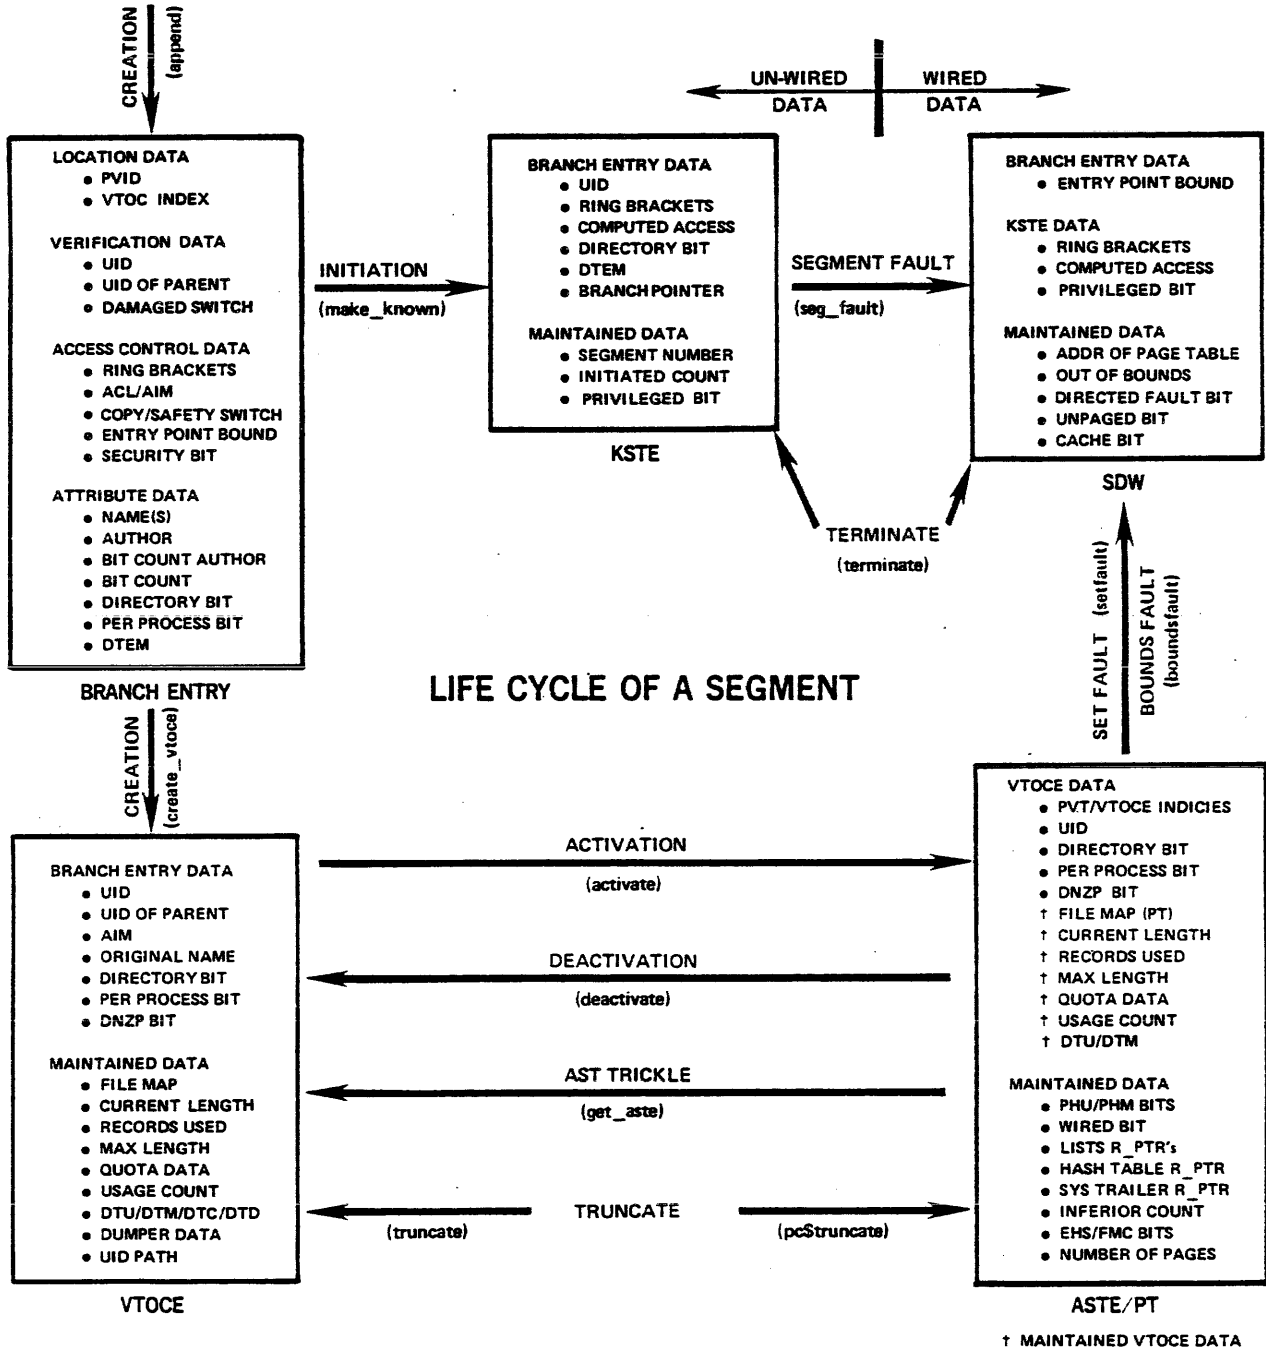 CREATION
(append)
UN-WIRED DATA
WIRED DATA
LOCATION DATA
● PVID
● VTOC INDEX
VERIFICATION DATA
● UID
● UID OF PARENT
● DAMAGED SWITCH
ACCESS CONTROL DATA
● RING BRACKETS
● ACL/AIM
● COPY/SAFETY SWITCH
● ENTRY POINT BOUND
● SECURITY BIT
ATTRIBUTE DATA
● NAME(S)
● AUTHOR
● BIT COUNT AUTHOR
● BIT COUNT
● DIRECTORY BIT
● PER PROCESS BIT
● DTEM
BRANCH ENTRY
INITIATION
(make_known)
BRANCH ENTRY DATA
● UID
● RING BRACKETS
● COMPUTED ACCESS
● DIRECTORY BIT
● DTEM
● BRANCH POINTER
MAINTAINED DATA
● SEGMENT NUMBER
● INITIATED COUNT
● PRIVILEGED BIT
KSTE
SEGMENT FAULT
(seg_fault)
BRANCH ENTRY DATA
● ENTRY POINT BOUND
KSTE DATA
● RING BRACKETS
● COMPUTED ACCESS
● PRIVILEGED BIT
MAINTAINED DATA
● ADDR OF PAGE TABLE
● OUT OF BOUNDS
● DIRECTED FAULT BIT
● UNPAGED BIT
● CACHE BIT
SDW
TERMINATE
(terminate)
SET FAULT (setfault)
BOUNDS FAULT
(boundsfault)
LIFE CYCLE OF A SEGMENT
CREATION
(create_vtoce)
BRANCH ENTRY DATA
● UID
● UID OF PARENT
● AIM
● ORIGINAL NAME
● DIRECTORY BIT
● PER PROCESS BIT
● DNZP BIT
MAINTAINED DATA
● FILE MAP
● CURRENT LENGTH
● RECORDS USED
● MAX LENGTH
● QUOTA DATA
● USAGE COUNT
● DTU/DTM/DTC/DTD
● DUMPER DATA
● UID PATH
VTOCE
ACTIVATION
(activate)
DEACTIVATION
(deactivate)
AST TRICKLE
(get_aste)
TRUNCATE
(truncate)
(pc$truncate)
VTOCE DATA
● PVT/VTOCE INDICIES
● UID
● DIRECTORY BIT
● PER PROCESS BIT
● DNZP BIT
† FILE MAP (PT)
† CURRENT LENGTH
† RECORDS USED
† MAX LENGTH
† QUOTA DATA
† USAGE COUNT
† DTU/DTM
MAINTAINED DATA
● PHU/PHM BITS
● WIRED BIT
● LISTS R_PTR's
● HASH TABLE R_PTR
● SYS TRAILER R_PTR
● INFERIOR COUNT
● EHS/FMC BITS
● NUMBER OF PAGES
ASTE/PT
† MAINTAINED VTOCE DATA